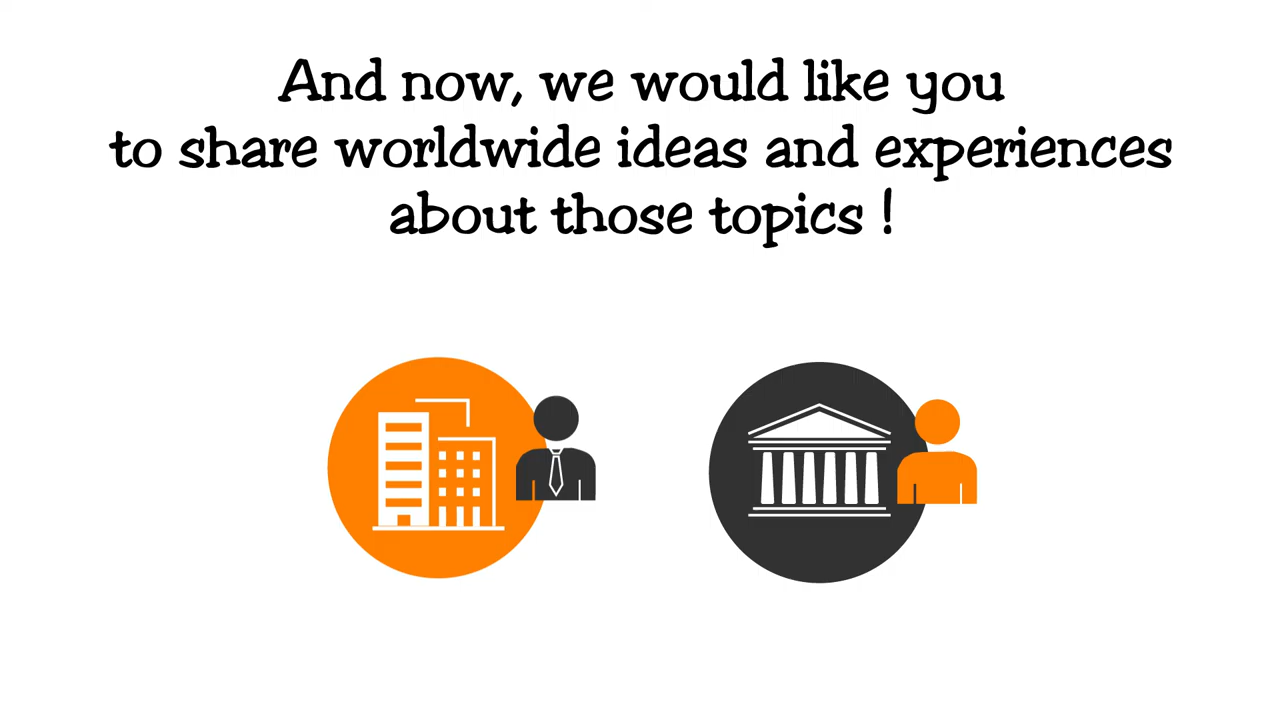 And now, we would like you
to share worldwide ideas and experiences
about those topics !